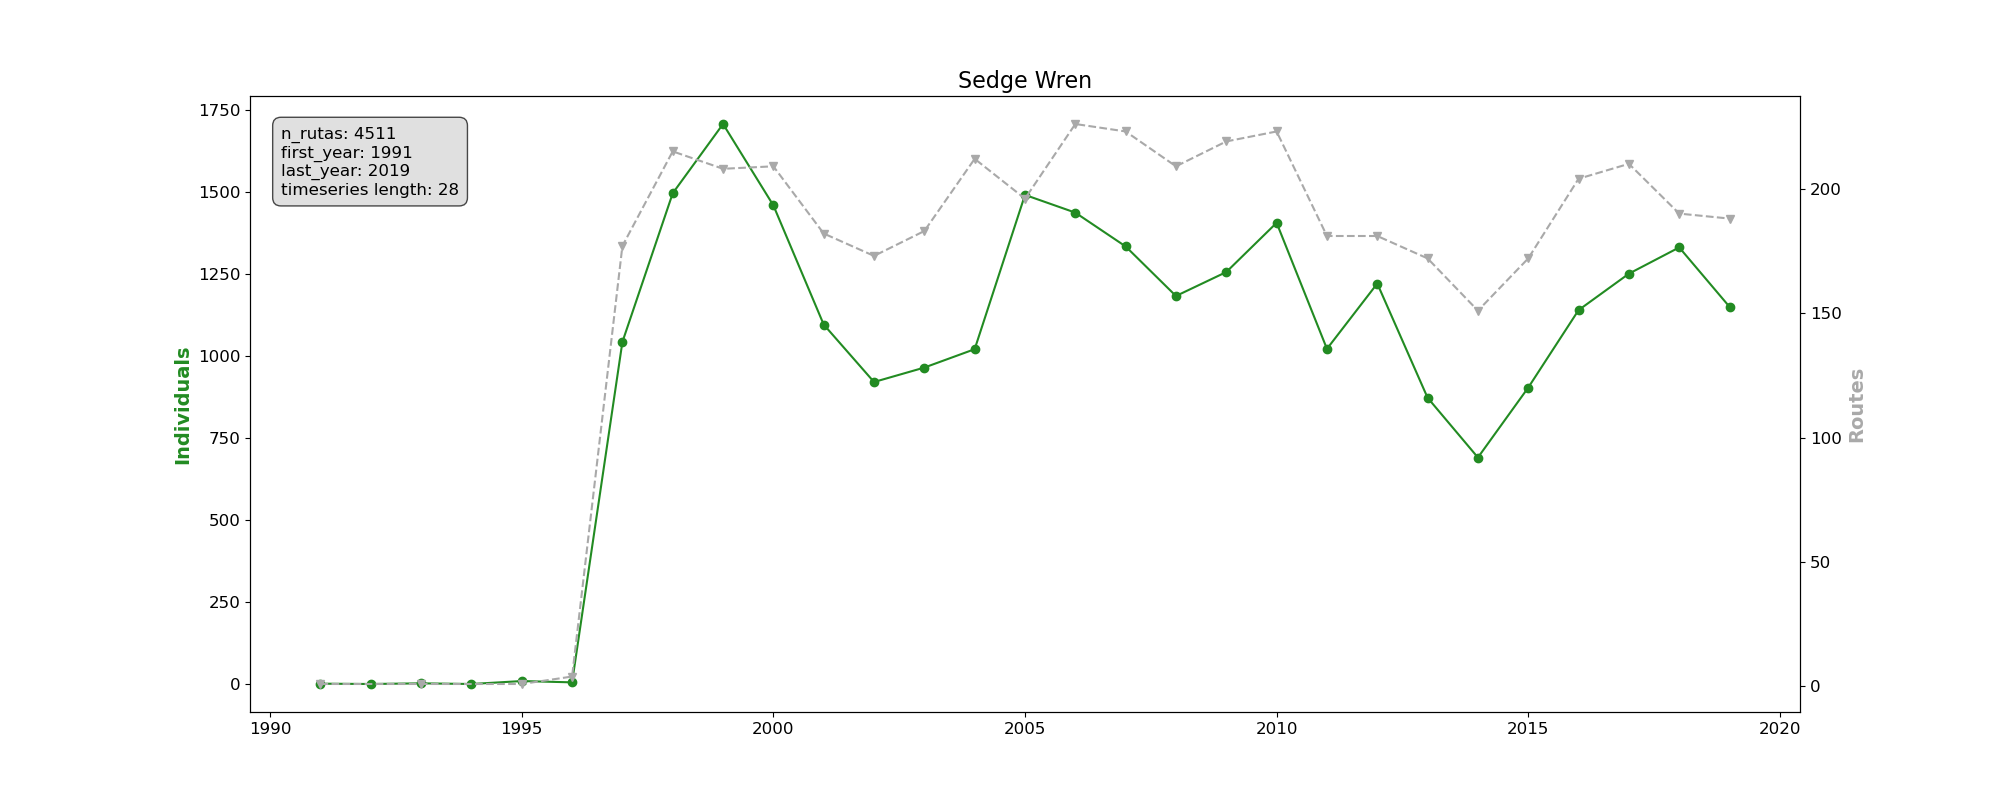 Sedge Wren
n_rutas: 4511
first_year: 1991
last_year: 2019
timeseries length: 28
Individuals
1750
1500
1250
1000
750
500
250
0
200
150
100
50
0
Routes
1990 1995 2000 2005 2010 2015 2020